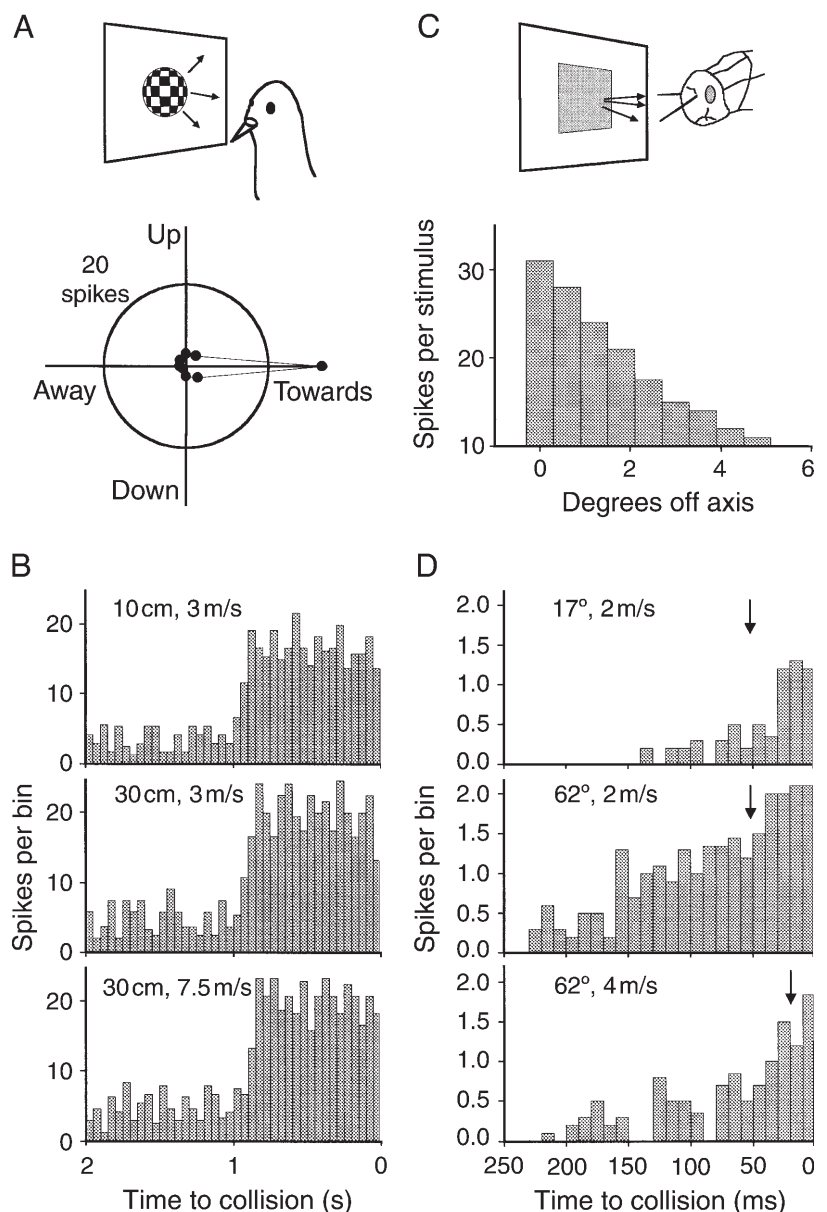 A
Up
20
spikes
Away
Towards
Down
B
10 cm, 3 m/s
20
10
0
30 cm, 3 m/s
20
10
0
30 cm, 7.5 m/s
20
10
0
Spikes per bin
2
1
0
Time to collision (s)
C
Spikes per stimulus
30
20
10
0
2
4
6
Degrees off axis
D
17°, 2 m/s
2.0
1.5
1.0
0.5
0.0
62°, 2 m/s
2.0
1.5
1.0
0.5
0.0
62°, 4 m/s
2.0
1.5
1.0
0.5
0.0
Spikes per bin
250
200
150
100
50
0
Time to collision (ms)